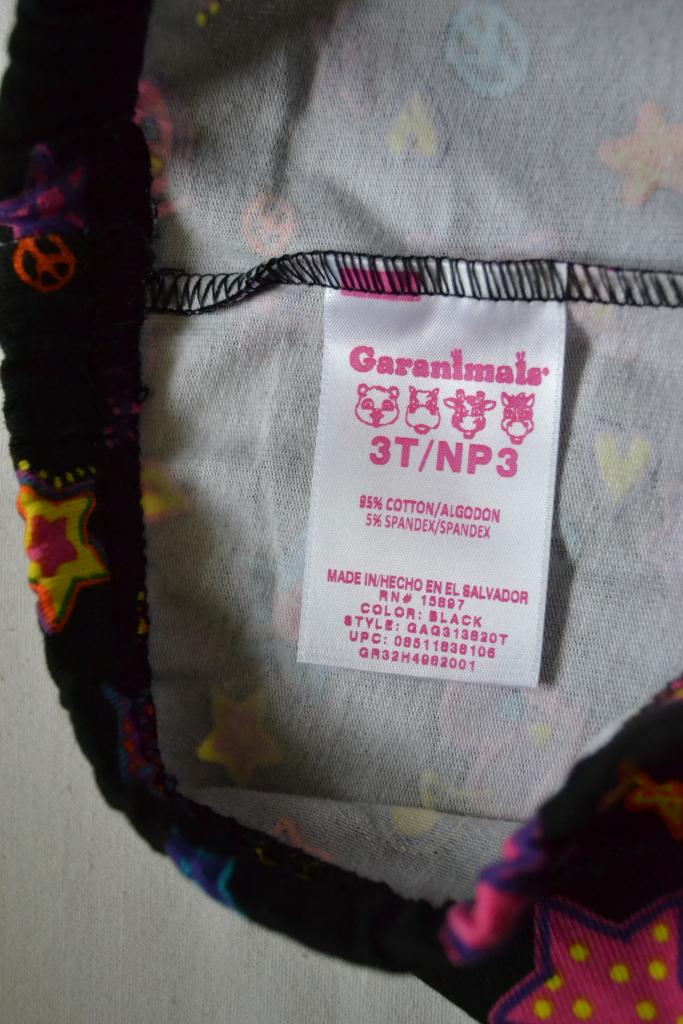 Garanimals
3T/NP3
95% COTTON/ALGODON
5% SPANDEX/SPANDEX
MADE IN/HECHO EN EL SALVADOR
RN# 15897
COLOR: BLACK
STYLE: GAG313820T
UPC: 08511838106
GR32H4982001